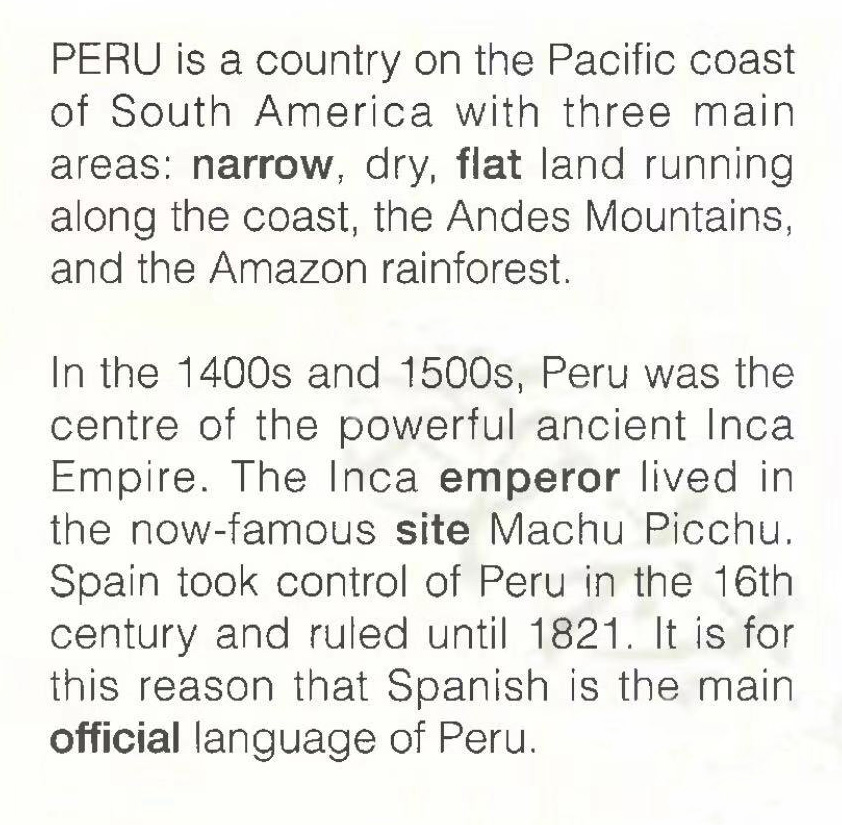 PERU is a country on the Pacific coast
of South America with three main
areas: narrow, dry, flat land running
along the coast, the Andes Mountains,
and the Amazon rainforest.
In the 1400s and 1500s, Peru was the
centre of the powerful ancient Inca
Empire. The Inca emperor lived in
the now-famous site Machu Picchu.
Spain took control of Peru in the 16th
century and ruled until 1821. It is for
this reason that Spanish is the main
official language of Peru.